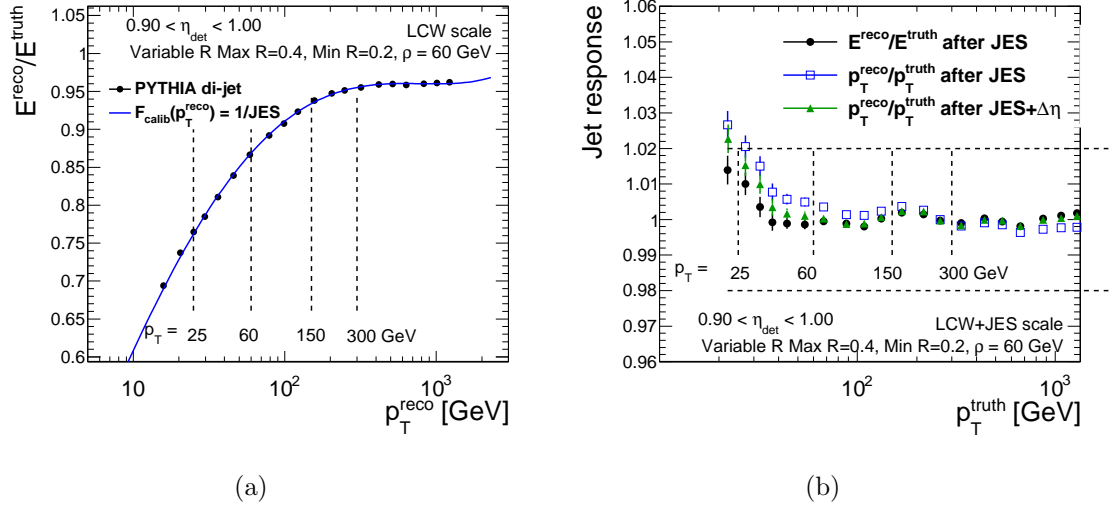 0.90 < η_det < 1.00
LCW scale
Variable R Max R=0.4, Min R=0.2, ρ = 60 GeV
PYTHIA di-jet
F_calib(p_T^reco) = 1/JES
E^reco/E^truth
1.05
1
0.95
0.9
0.85
0.8
0.75
0.7
0.65
0.6
p_T = 25 60 150 300 GeV
10 10^2 10^3
p_T^reco [GeV]
(a)
Jet response
1.06
1.05
1.04
1.03
1.02
1.01
1.00
0.99
0.98
0.97
0.96
E^reco/E^truth after JES
p_T^reco/p_T^truth after JES
p_T^reco/p_T^truth after JES+Δη
p_T = 25 60 150 300 GeV
0.90 < η_det < 1.00
LCW+JES scale
Variable R Max R=0.4, Min R=0.2, ρ = 60 GeV
10^2 10^3
p_T^truth [GeV]
(b)